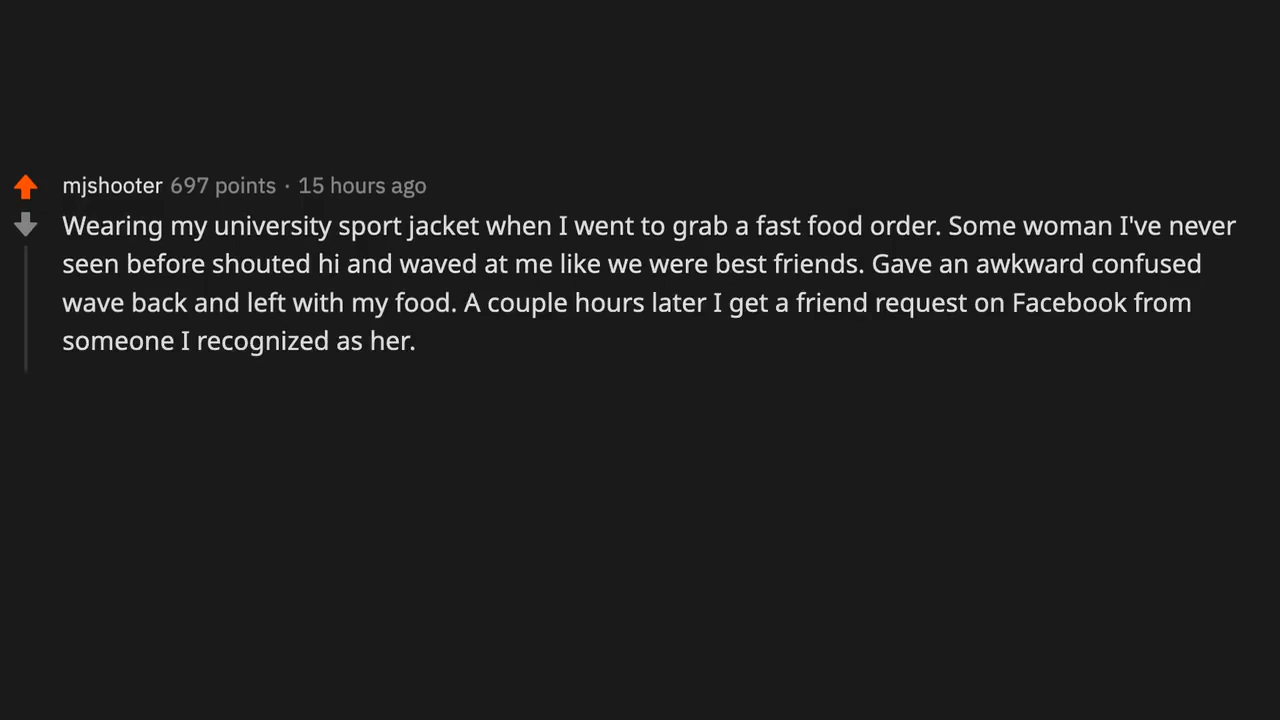 mjshooter 697 points · 15 hours ago
Wearing my university sport jacket when I went to grab a fast food order. Some woman I've never
seen before shouted hi and waved at me like we were best friends. Gave an awkward confused
wave back and left with my food. A couple hours later I get a friend request on Facebook from
someone I recognized as her.